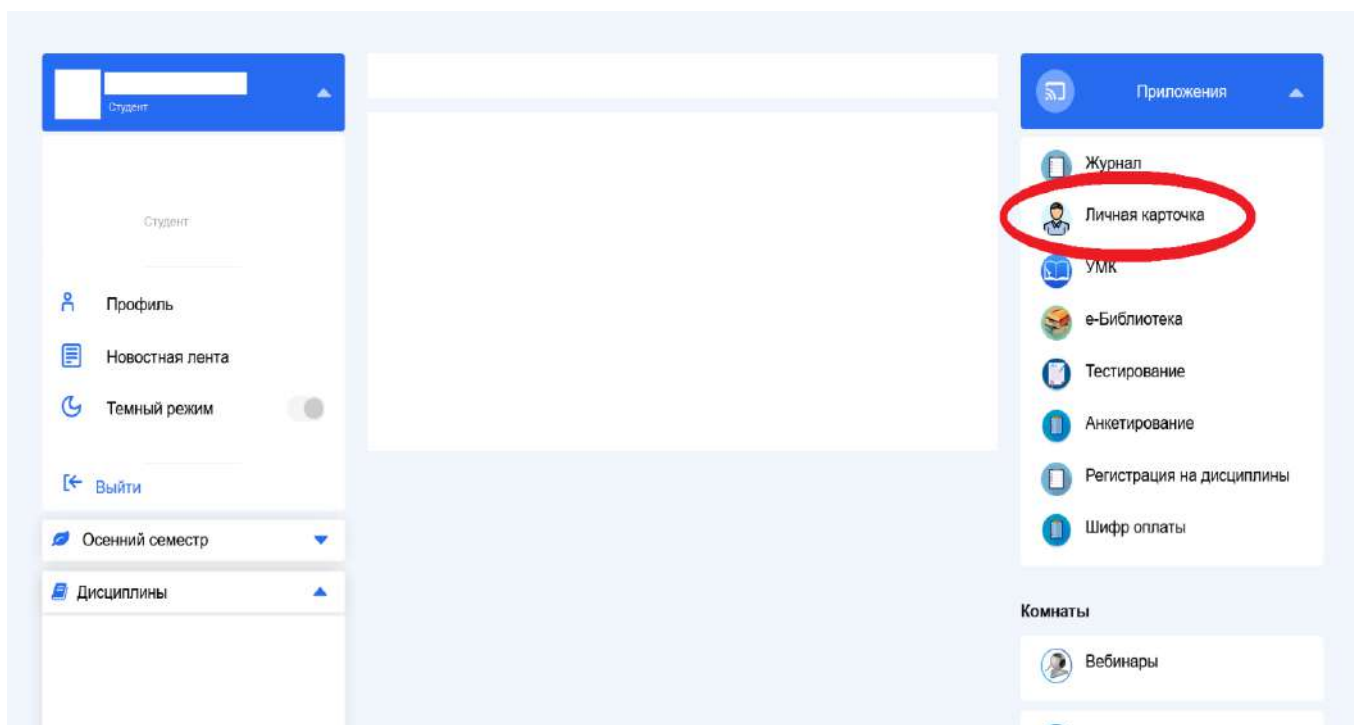 Студент
Студент
Профиль
Новостная лента
Темный режим
Выйти
Осенний семестр
Дисциплины
Приложения
Журнал
Личная карточка
УМК
е-Библиотека
Тестирование
Анкетирование
Регистрация на дисциплины
Шифр оплаты
Комнаты
Вебинары